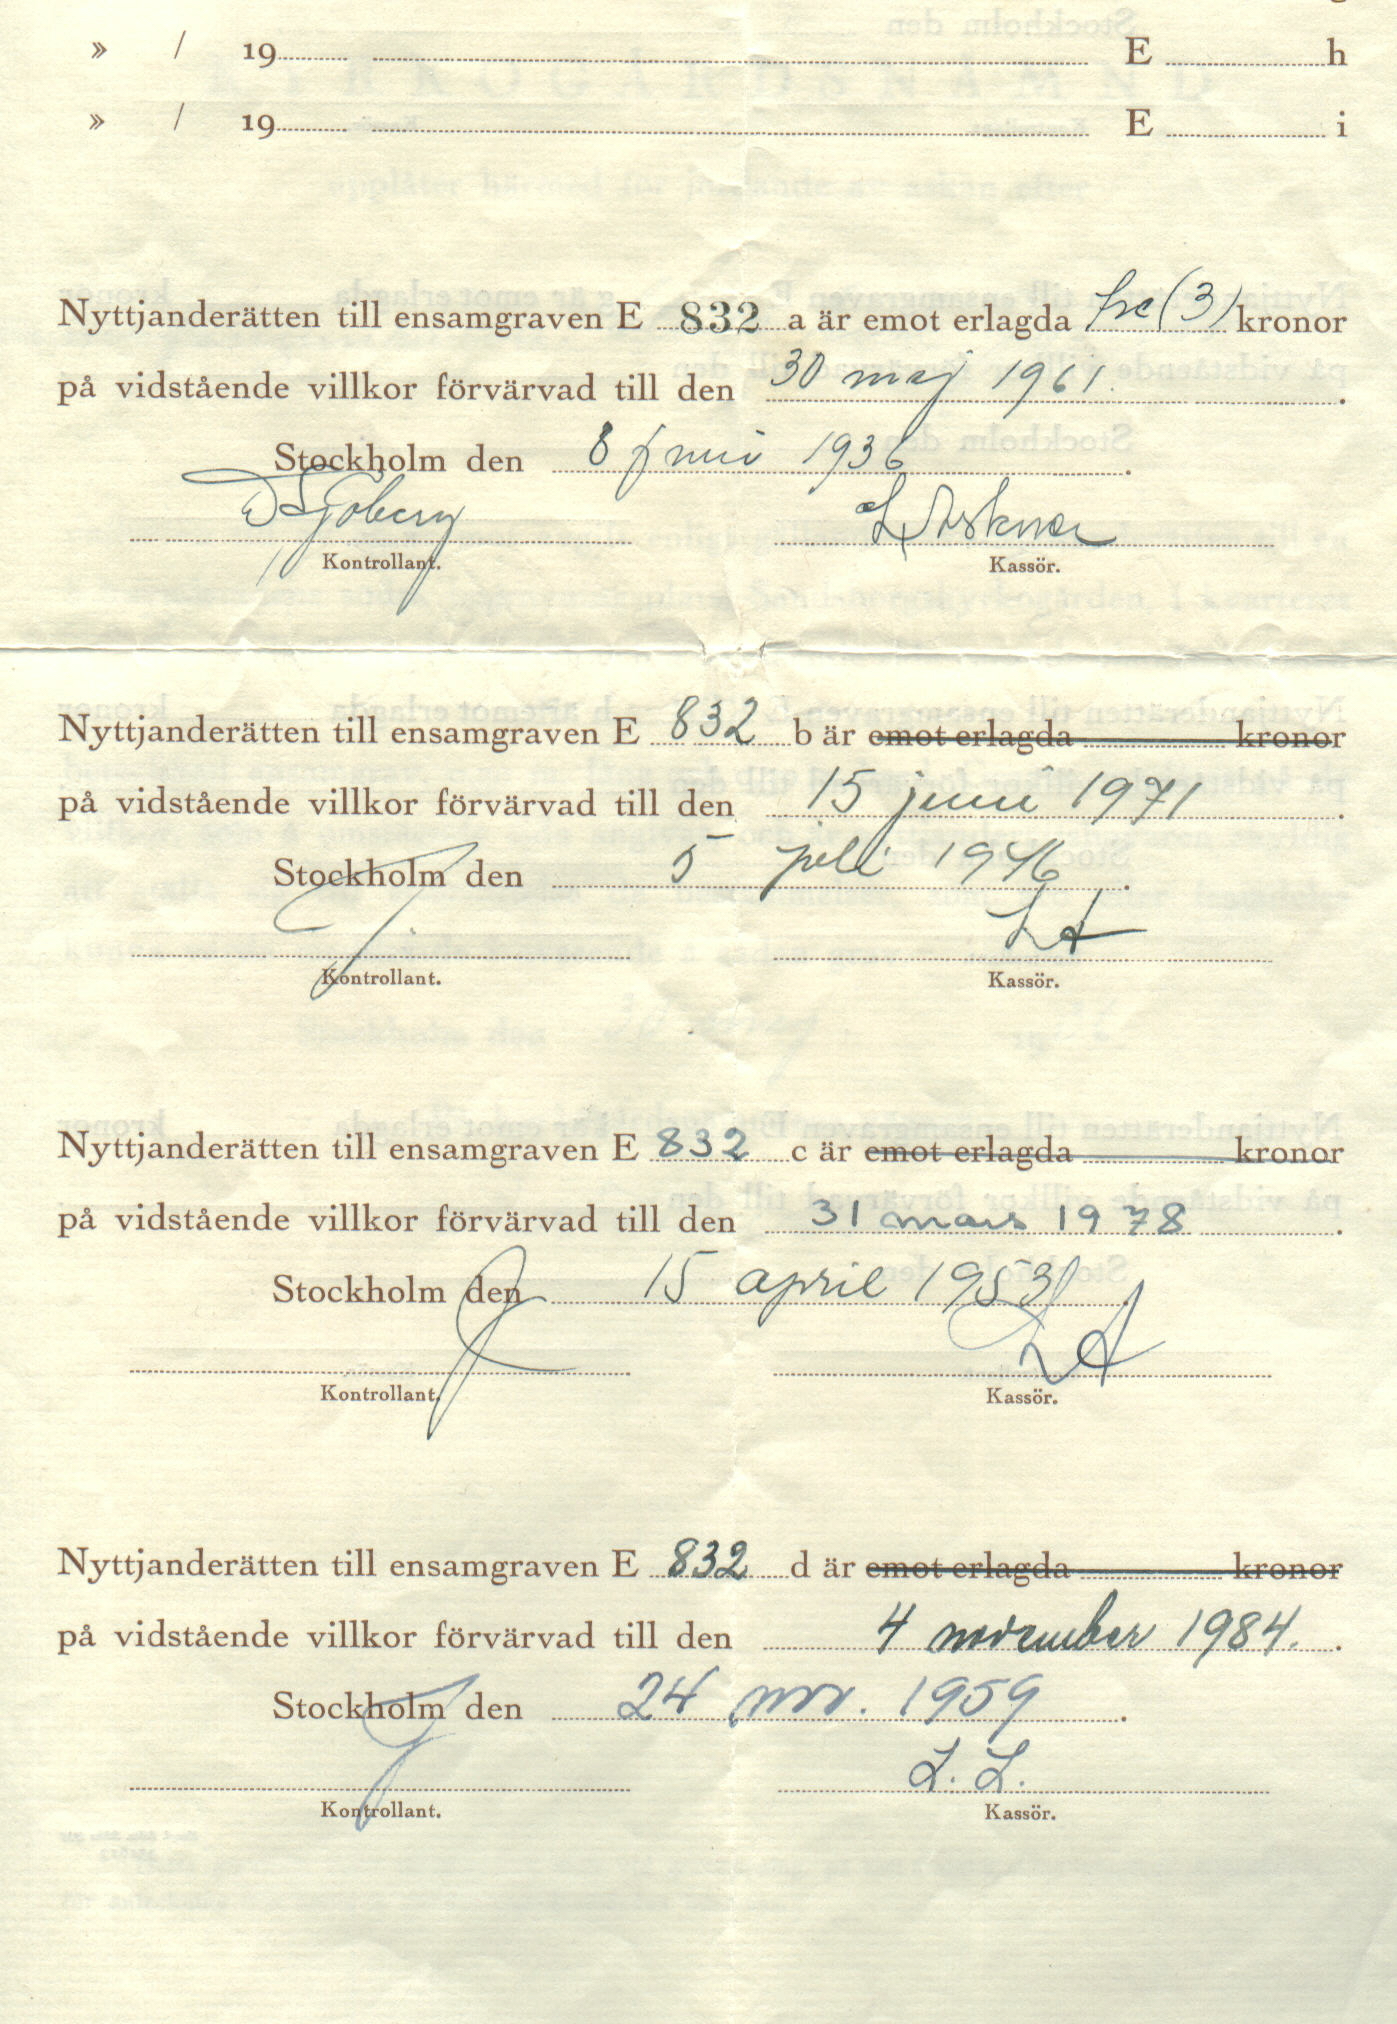 » / 19 E h
» / 19 E i
Nyttjanderätten till ensamgraven E 832 a är emot erlagda tre (3) kronor
på vidstående villkor förvärvad till den 30 maj 1961.
Stockholm den 8 juni 1936.
Kontrollant. Kassör.
Nyttjanderätten till ensamgraven E 832 b är emot erlagda kronor
på vidstående villkor förvärvad till den 15 juni 1971.
Stockholm den 5 juli 1946.
LA
Kontrollant. Kassör.
Nyttjanderätten till ensamgraven E 832 c är emot erlagda kronor
på vidstående villkor förvärvad till den 31 mars 1978.
Stockholm den 15 april 1953.
LA
Kontrollant. Kassör.
Nyttjanderätten till ensamgraven E 832 d är emot erlagda kronor
på vidstående villkor förvärvad till den 4 november 1984.
Stockholm den 24 nov. 1959.
L. L.
Kontrollant. Kassör.